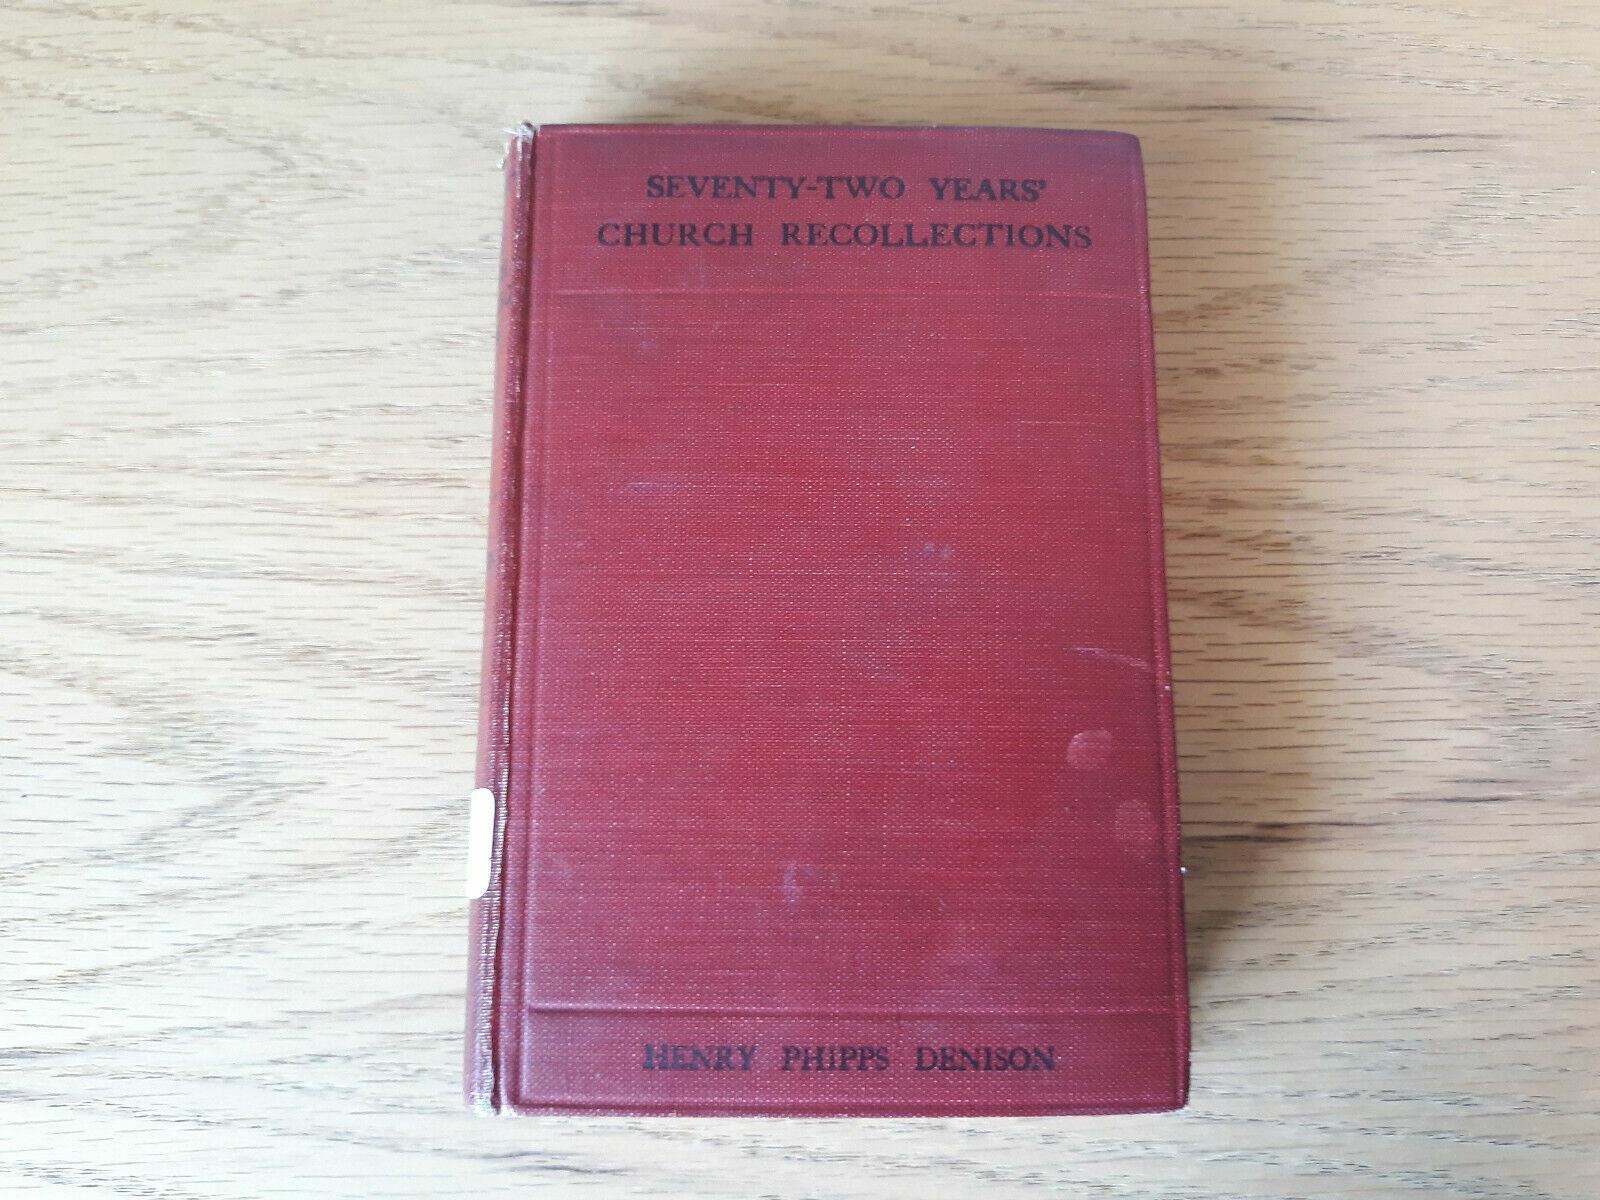 SEVENTY-TWO YEARS'
CHURCH RECOLLECTIONS
HENRY PHIPPS DENISON